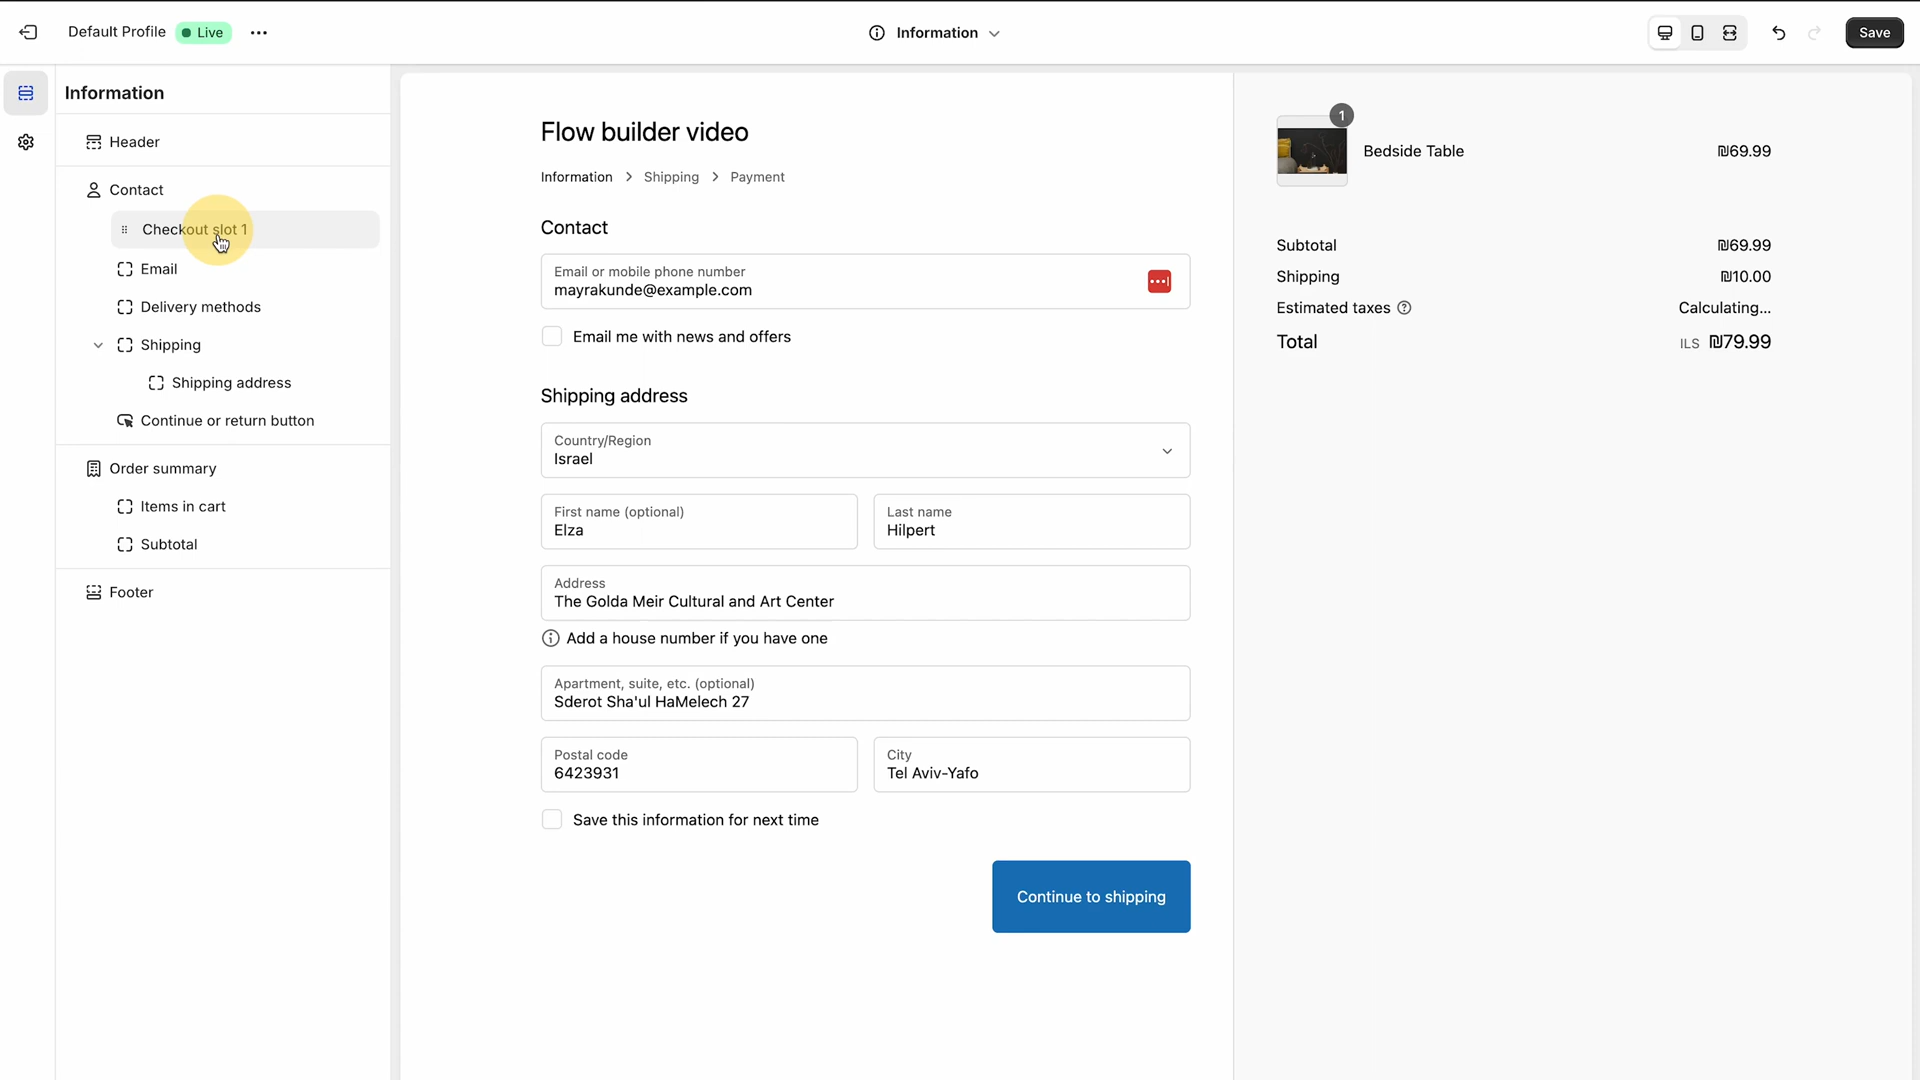 Default Profile
Live
Information
Save
Information
Header
Contact
Checkout slot 1
Email
Delivery methods
Shipping
Shipping address
Continue or return button
Order summary
Items in cart
Subtotal
Footer
Flow builder video
Information > Shipping > Payment
Contact
Email or mobile phone number
mayrakunde@example.com
Email me with news and offers
Shipping address
Country/Region
Israel
First name (optional)
Elza
Last name
Hilpert
Address
The Golda Meir Cultural and Art Center
Add a house number if you have one
Apartment, suite, etc. (optional)
Sderot Sha'ul HaMelech 27
Postal code
6423931
City
Tel Aviv-Yafo
Save this information for next time
Continue to shipping
1
Bedside Table ₪69.99
Subtotal ₪69.99
Shipping ₪10.00
Estimated taxes Calculating...
Total ILS ₪79.99